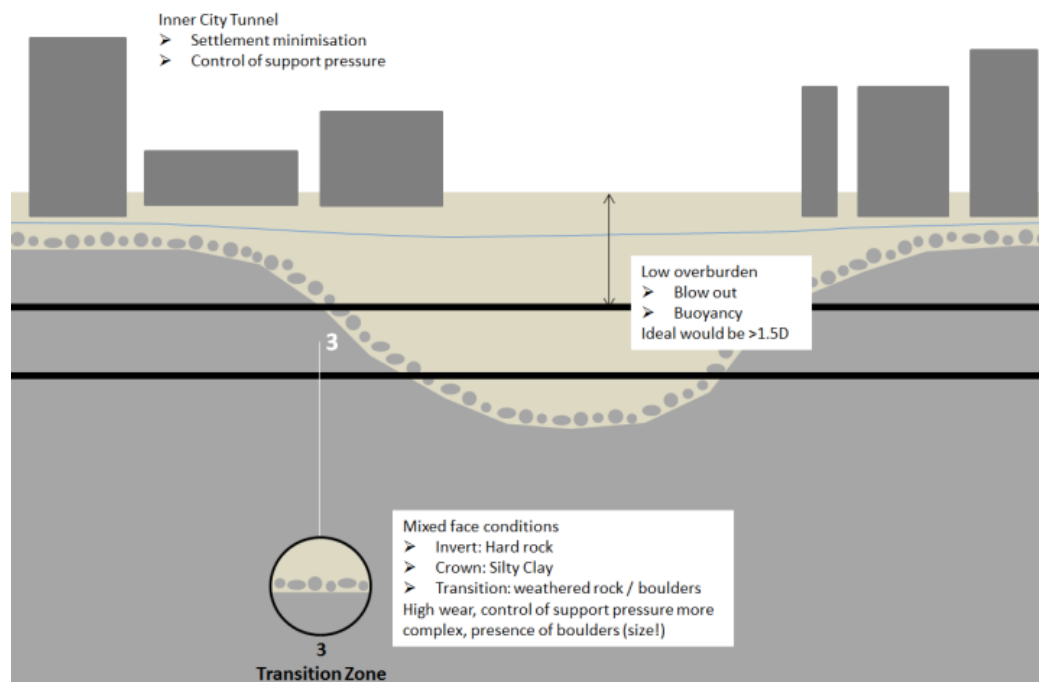 Inner City Tunnel
➢ Settlement minimisation
➢ Control of support pressure
Low overburden
➢ Blow out
➢ Buoyancy
Ideal would be >1.5D
3
Mixed face conditions
➢ Invert: Hard rock
➢ Crown: Silty Clay
➢ Transition: weathered rock / boulders
High wear, control of support pressure more
complex, presence of boulders (size!)
3
Transition Zone